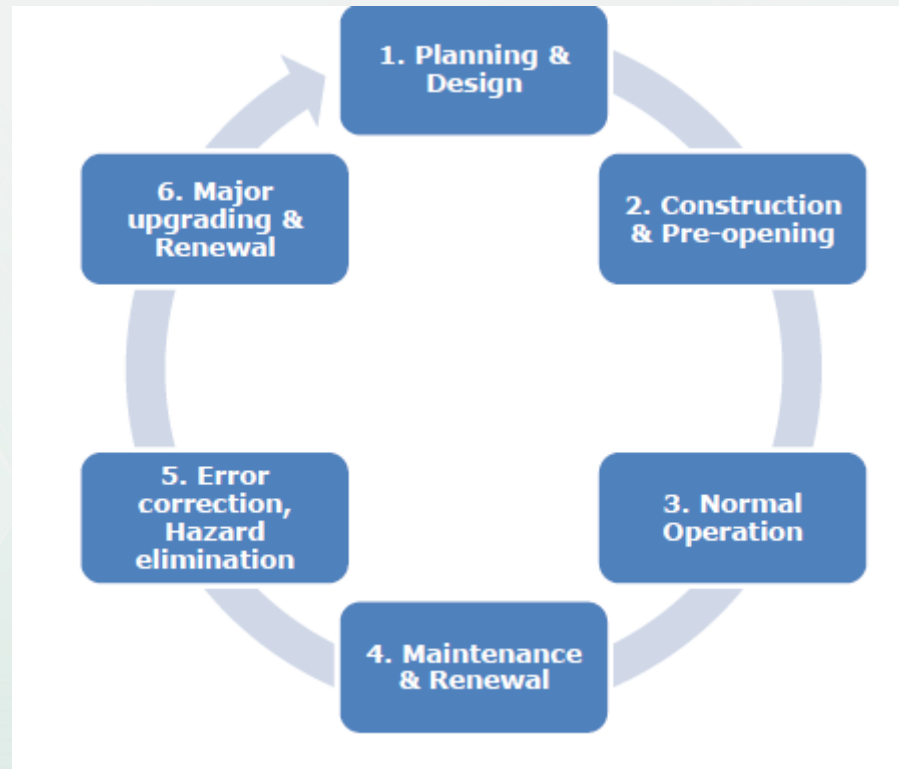 1. Planning &
Design
2. Construction
& Pre-opening
3. Normal
Operation
4. Maintenance
& Renewal
5. Error
correction,
Hazard
elimination
6. Major
upgrading &
Renewal